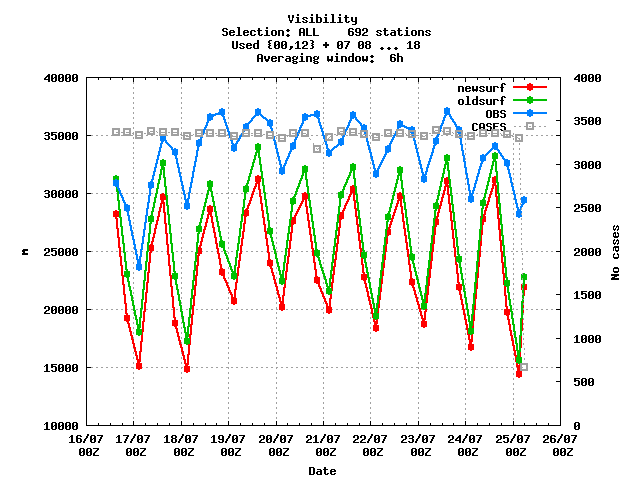 Visibility
Selection: ALL    692 stations
Used {00,12} + 07 08 ... 18
Averaging window:  6h
40000
35000
30000
25000
20000
15000
10000
m
4000
3500
3000
2500
2000
1500
1000
500
0
No cases
newsurf
oldsurf
OBS
CASES
16/07 17/07 18/07 19/07 20/07 21/07 22/07 23/07 24/07 25/07 26/07
00Z 00Z 00Z 00Z 00Z 00Z 00Z 00Z 00Z 00Z 00Z
Date